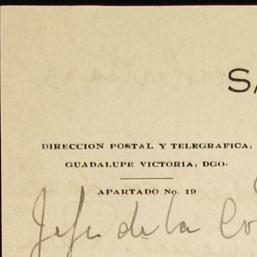 SA
DIRECCION POSTAL Y TELEGRAFICA,
GUADALUPE VICTORIA, DGO.
APARTADO No. 19
Jefe de la Co